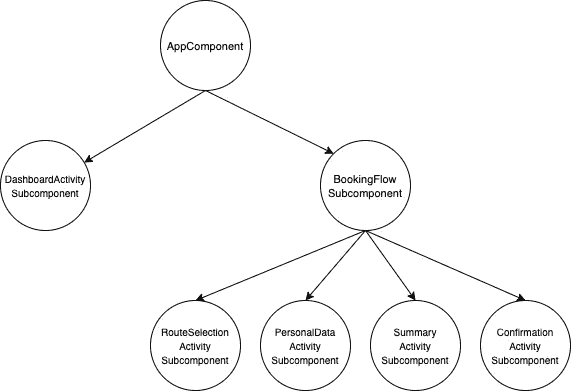 AppComponent
DashboardActivity
Subcomponent
BookingFlow
Subcomponent
RouteSelection
Activity
Subcomponent
PersonalData
Activity
Subcomponent
Summary
Activity
Subcomponent
Confirmation
Activity
Subcomponent